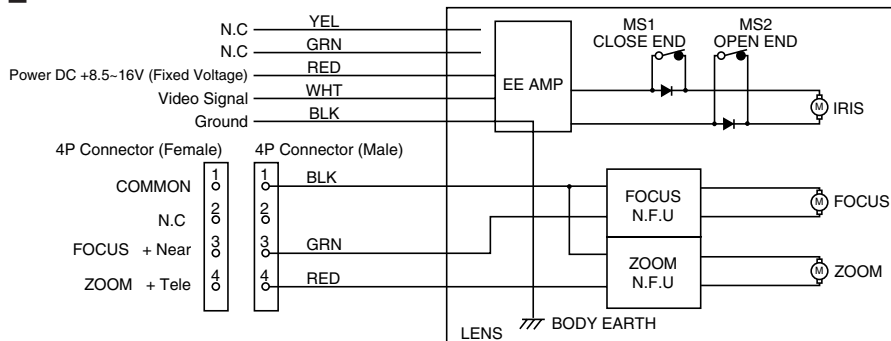 N.C YEL
N.C GRN
Power DC +8.5~16V (Fixed Voltage) RED
Video Signal WHT
Ground BLK
EE AMP
MS1
CLOSE END
MS2
OPEN END
M IRIS
4P Connector (Female) 4P Connector (Male)
COMMON 1 1 BLK
N.C 2 2
FOCUS + Near 3 3 GRN
ZOOM + Tele 4 4 RED
FOCUS
N.F.U
M FOCUS
ZOOM
N.F.U
M ZOOM
LENS
BODY EARTH